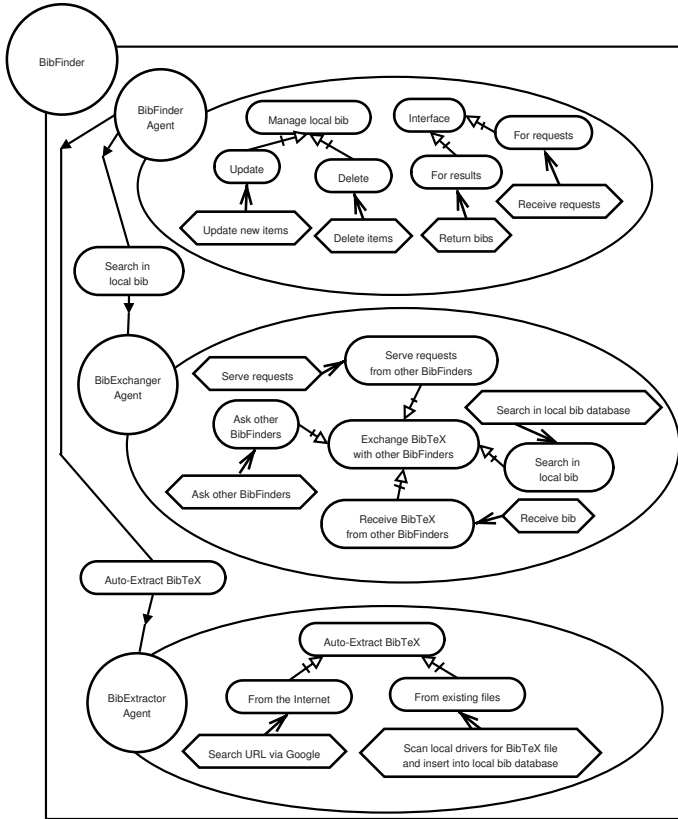 BibFinder
BibFinder
Agent
Manage local bib
Interface
For requests
Update
Delete
For results
Receive requests
Update new items
Delete items
Return bibs
Search in
local bib
BibExchanger
Agent
Serve requests
Serve requests
from other BibFinders
Search in local bib database
Ask other
BibFinders
Exchange BibTeX
with other BibFinders
Search in
local bib
Ask other BibFinders
Receive BibTeX
from other BibFinders
Receive bib
Auto-Extract BibTeX
Auto-Extract BibTeX
BibExtractor
Agent
From the Internet
From existing files
Search URL via Google
Scan local drivers for BibTeX file
and insert into local bib database